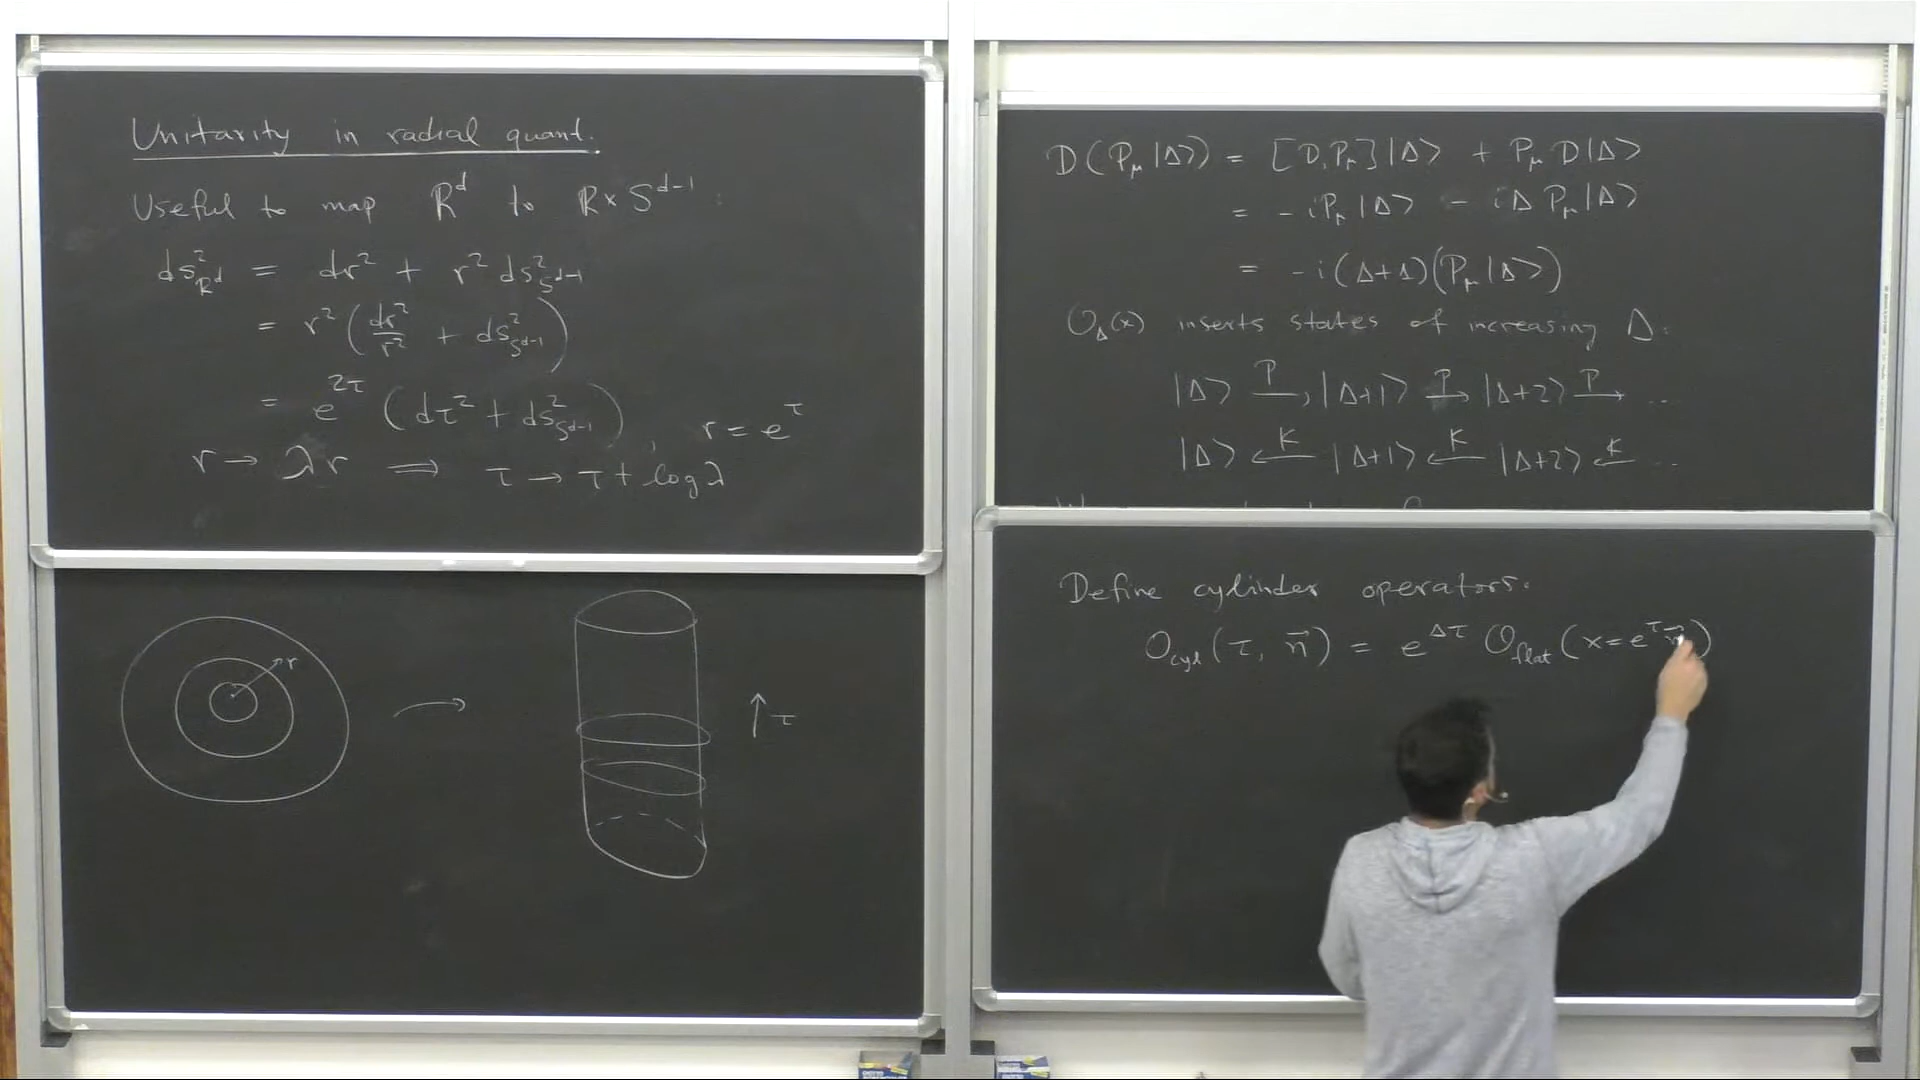 Unitarity in radial quant.
Useful to map R^d to R×S^{d-1} :
ds²_{R^d} = dr² + r² ds²_{S^{d-1}}
= r² ( dr²/r² + ds²_{S^{d-1}} )
= e^{2τ} ( dτ² + ds²_{S^{d-1}} ) , r = e^τ
r → λr ⟹ τ → τ + log λ
r
↑ τ
D(P_μ|Δ⟩) = [D,P_μ]|Δ⟩ + P_μ D|Δ⟩
= -iP_μ|Δ⟩ - iΔ P_μ|Δ⟩
= -i(Δ+1)(P_μ|Δ⟩)
O_Δ(x) inserts states of increasing Δ:
|Δ⟩ —P→ |Δ+1⟩ —P→ |Δ+2⟩ —P→ ...
|Δ⟩ ←K— |Δ+1⟩ ←K— |Δ+2⟩ ←K— ...
Define cylinder operators:
O_cyl(τ, n⃗) = e^{Δτ} O_flat(x=e^τ n⃗)